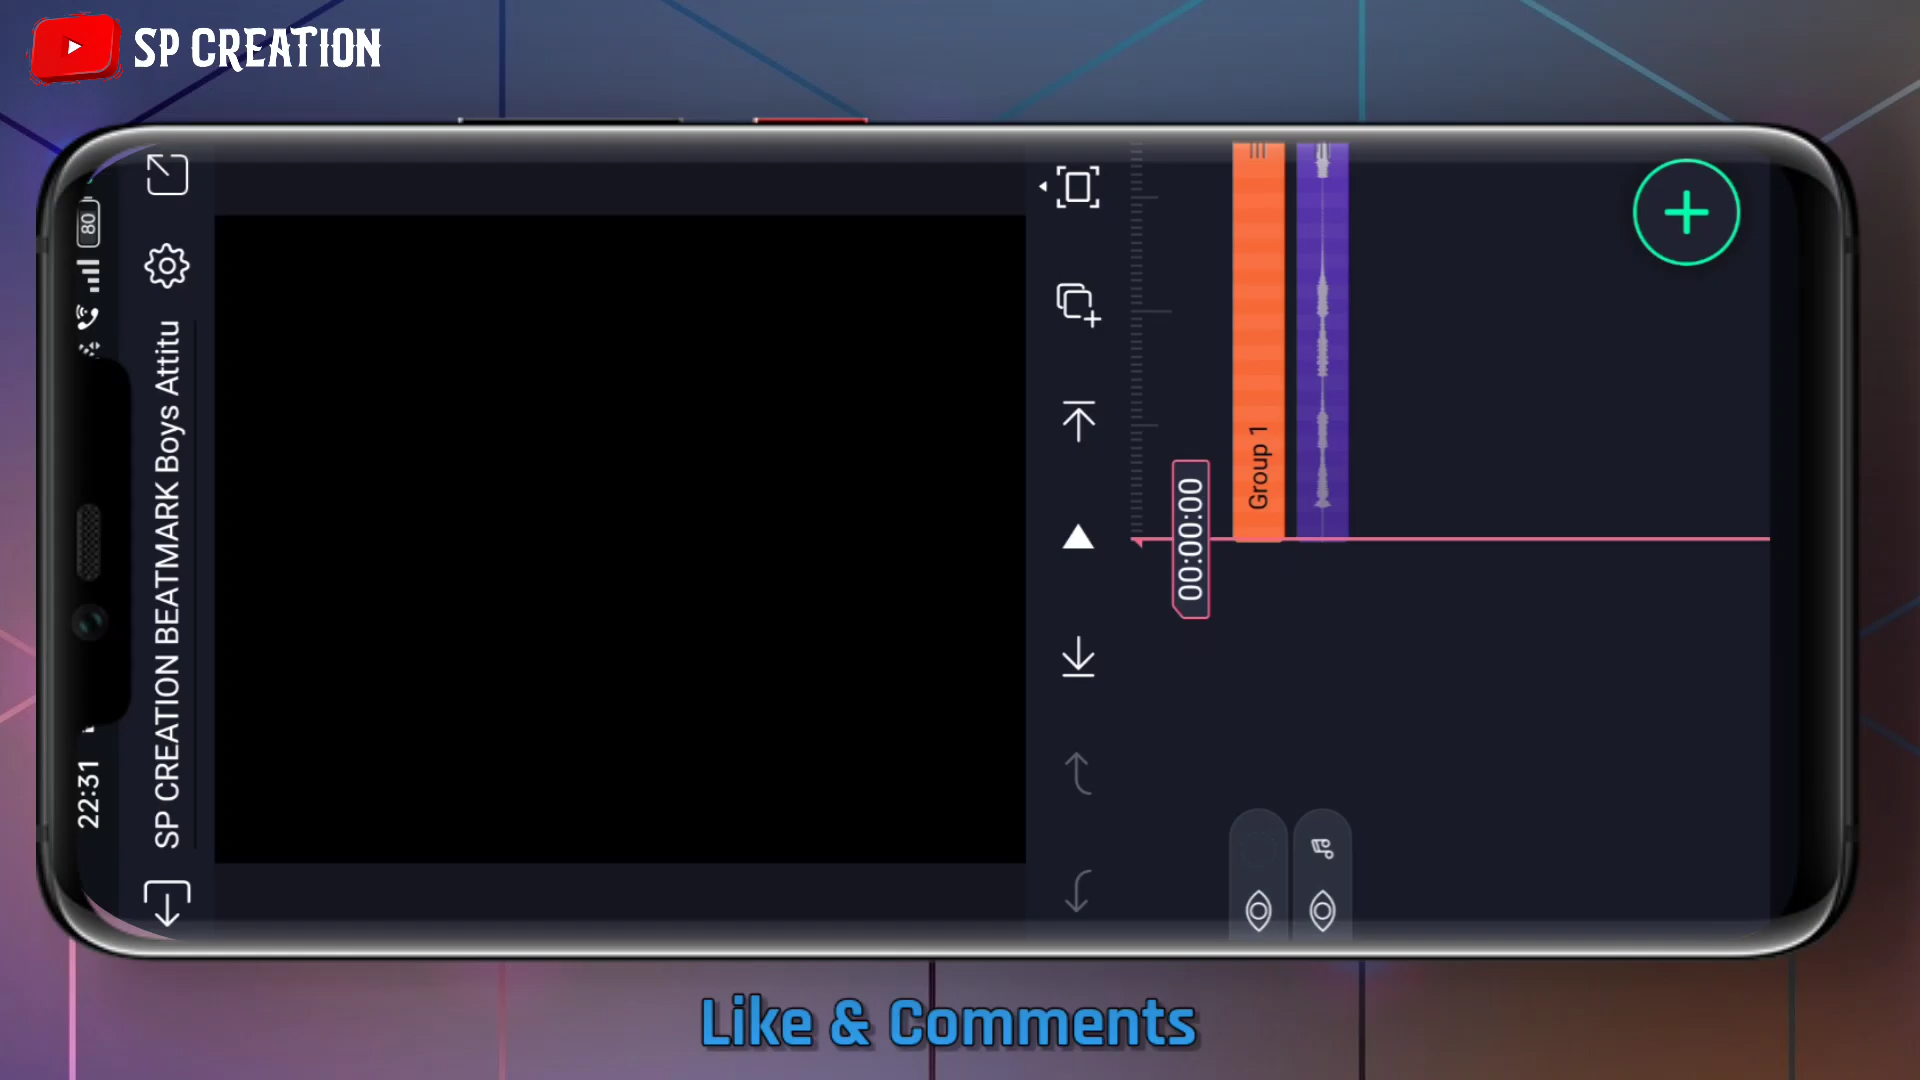 SP CREATION
80
22:31
SP CREATION BEATMARK Boys Attitu
00:00:00
Group 1
Like & Comments